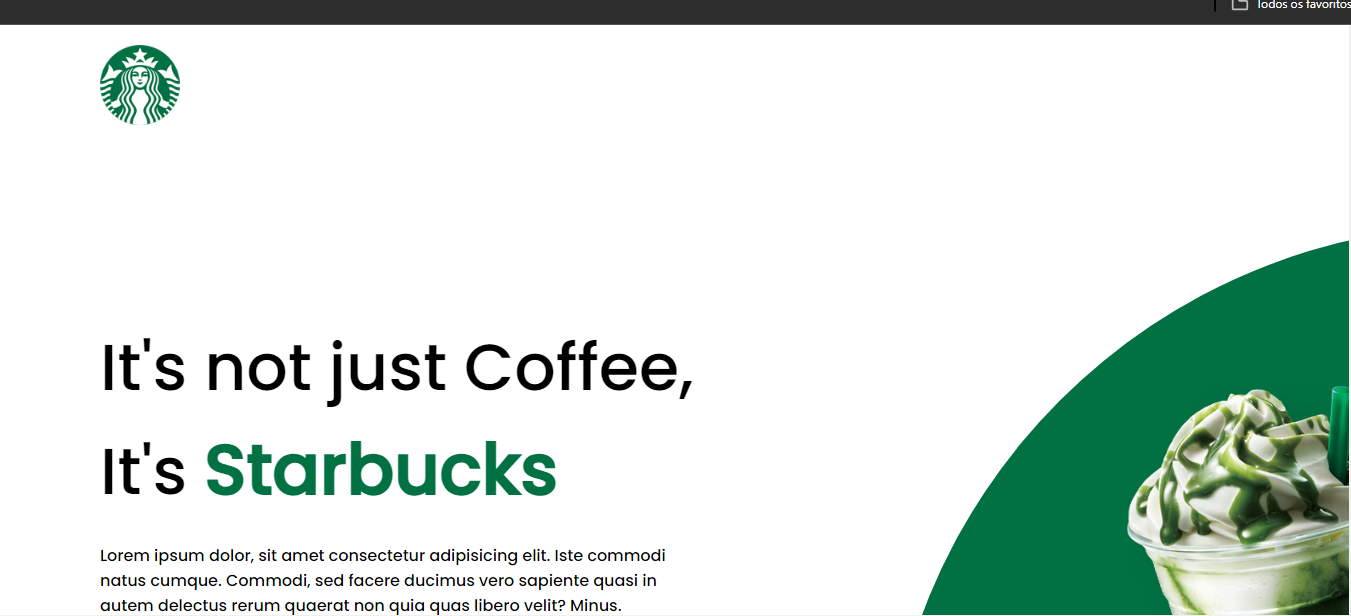 Todos os favoritos
It's not just Coffee,
It's Starbucks
Lorem ipsum dolor, sit amet consectetur adipisicing elit. Iste commodi
natus cumque. Commodi, sed facere ducimus vero sapiente quasi in
autem delectus rerum quaerat non quia quas libero velit? Minus.